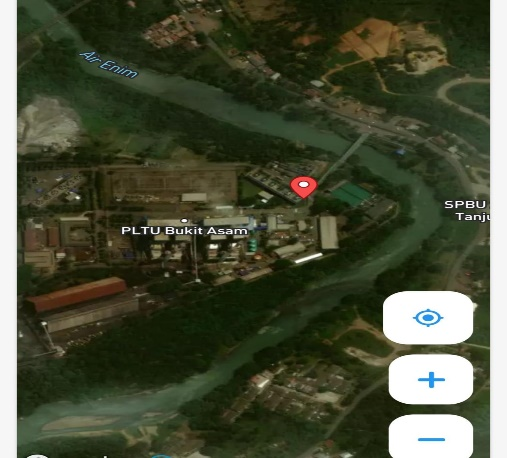 Air Enim
SPBU
Tanju
PLTU Bukit Asam